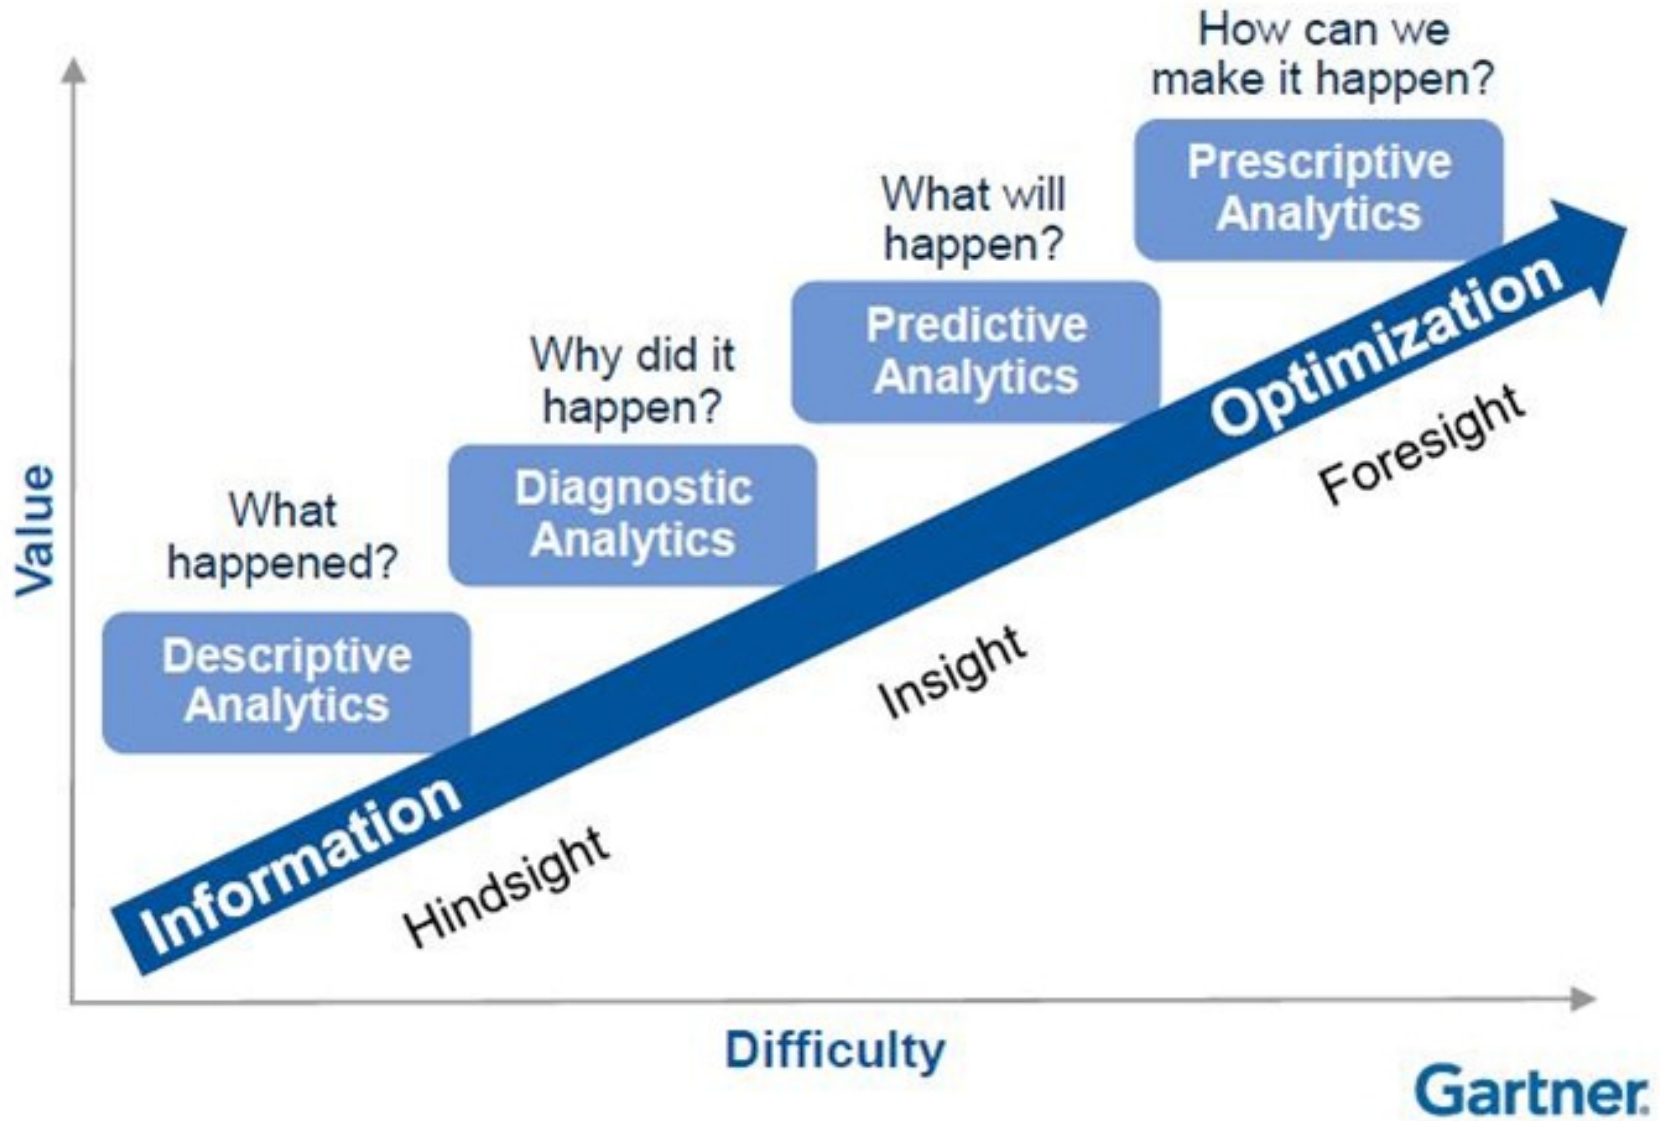 How can we
make it happen?
Prescriptive
Analytics
What will
happen?
Predictive
Analytics
Why did it
happen?
Diagnostic
Analytics
What
happened?
Descriptive
Analytics
Value
Information
Optimization
Hindsight
Insight
Foresight
Difficulty
Gartner.